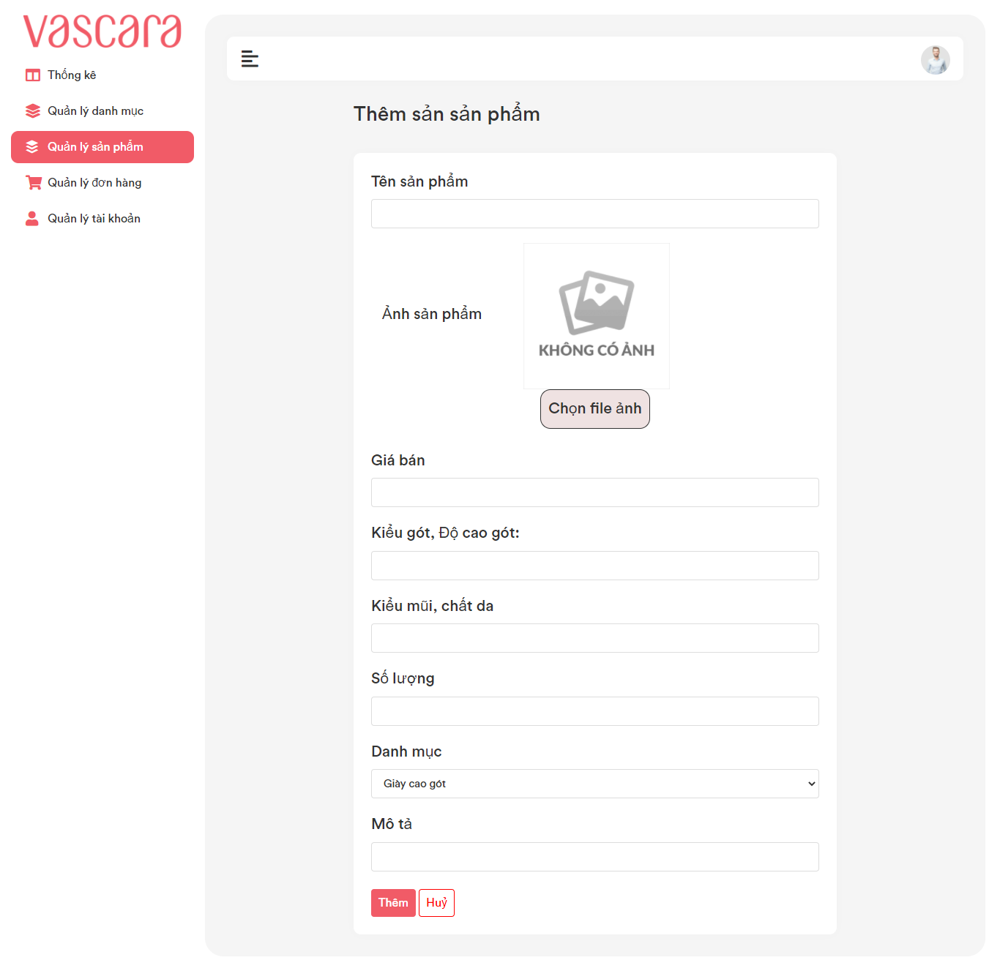 vascara
Thống kê
Quản lý danh mục
Quản lý sản phẩm
Quản lý đơn hàng
Quản lý tài khoản
Thêm sản sản phẩm
Tên sản phẩm
Ảnh sản phẩm
KHÔNG CÓ ẢNH
Chọn file ảnh
Giá bán
Kiểu gót, Độ cao gót:
Kiểu mũi, chất da
Số lượng
Danh mục
Giày cao gót
Mô tả
Thêm Huỷ